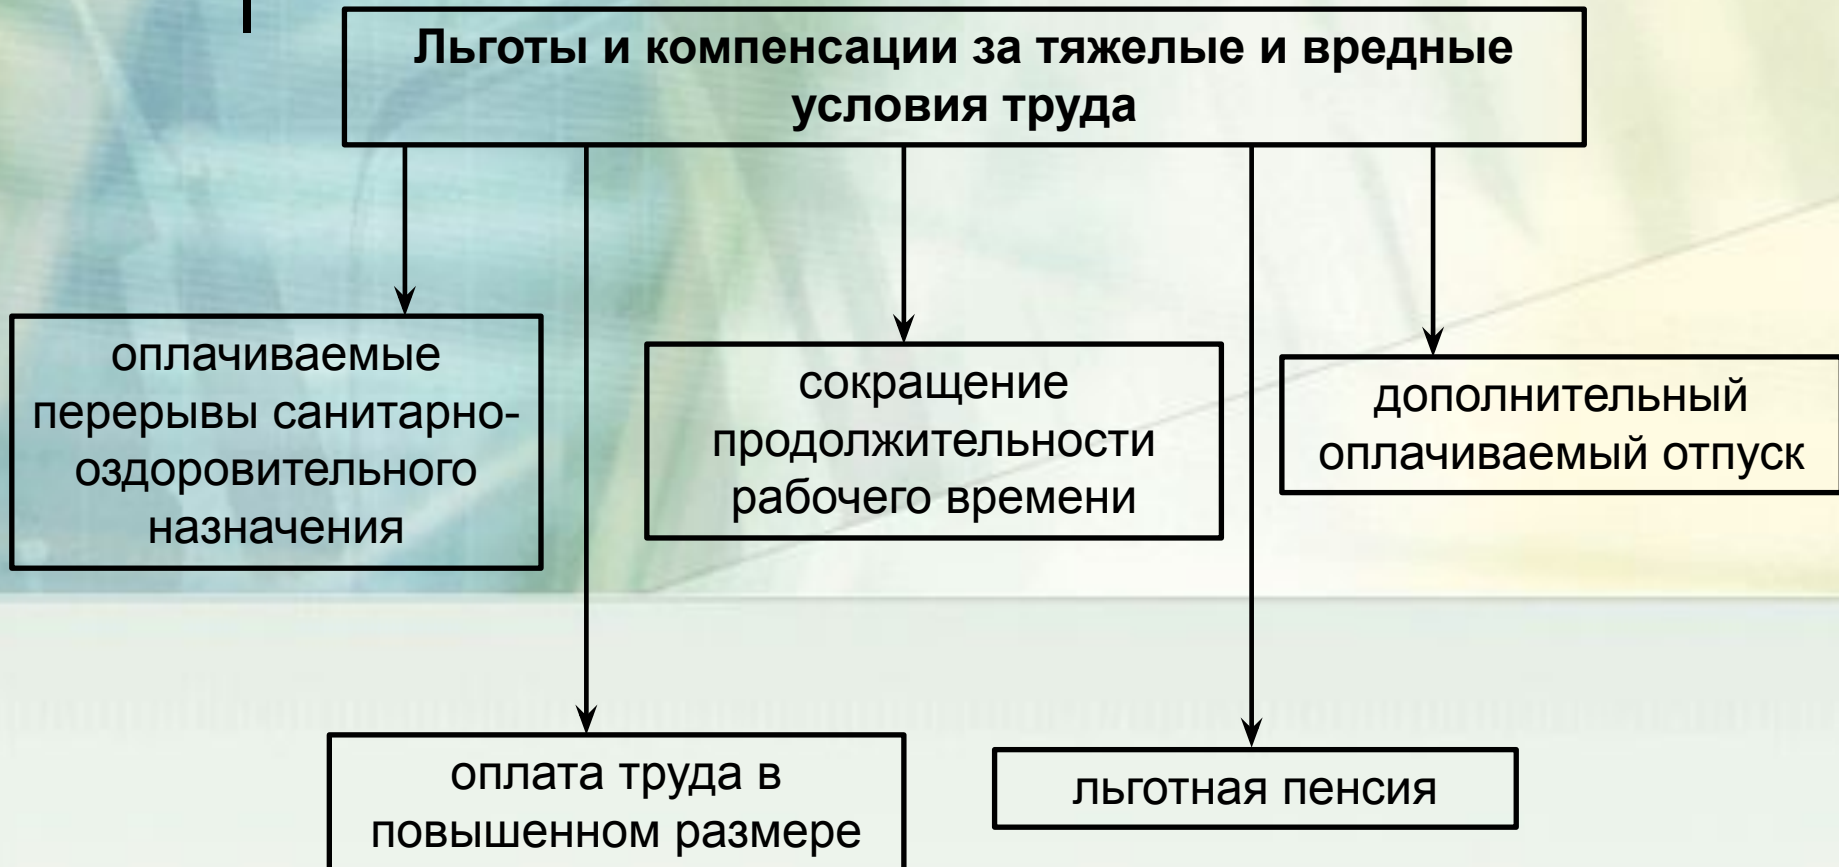 Льготы и компенсации за тяжелые и вредные
условия труда
оплачиваемые
перерывы санитарно-
оздоровительного
назначения
сокращение
продолжительности
рабочего времени
дополнительный
оплачиваемый отпуск
оплата труда в
повышенном размере
льготная пенсия